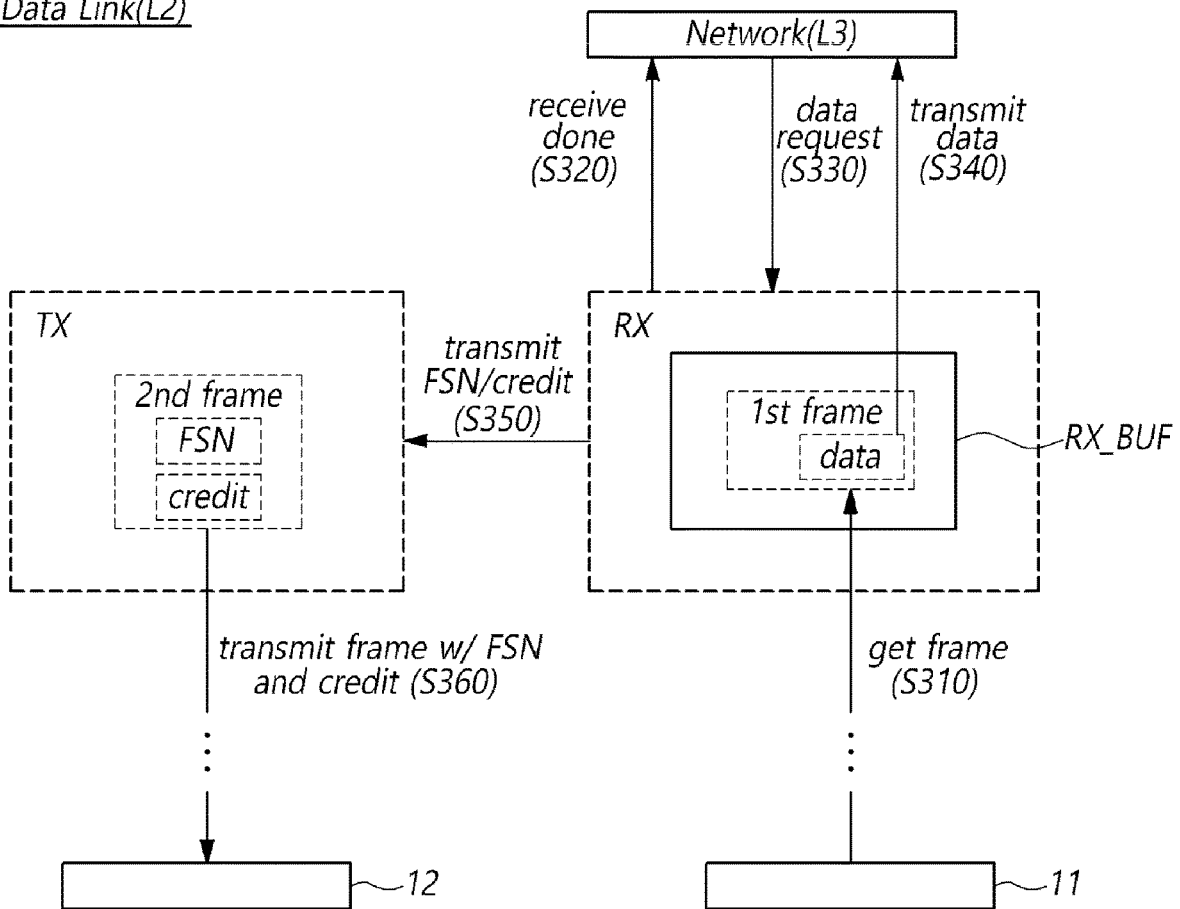 Data Link(L2)
Network(L3)
receive
done
(S320)
data
request
(S330)
transmit
data
(S340)
TX
2nd frame
FSN
credit
transmit
FSN/credit
(S350)
RX
1st frame
data
RX_BUF
transmit frame w/ FSN
and credit (S360)
get frame
(S310)
12
11